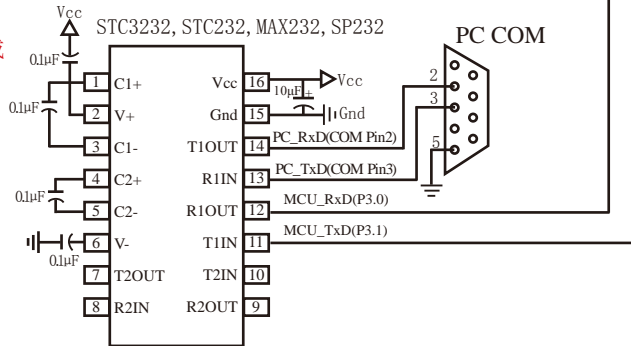 Vcc
STC3232, STC232, MAX232, SP232
PC COM
0.1μF
0.1μF
1 C1+ Vcc 16 Vcc
10μF +
2 V+ Gnd 15 Gnd
3 C1- T1OUT 14 PC_RxD(COM Pin2)
4 C2+ R1IN 13 PC_TxD(COM Pin3)
0.1μF
5 C2- R1OUT 12 MCU_RxD(P3.0)
6 V- T1IN 11 MCU_TxD(P3.1)
0.1μF
7 T2OUT T2IN 10
8 R2IN R2OUT 9
2
3
5